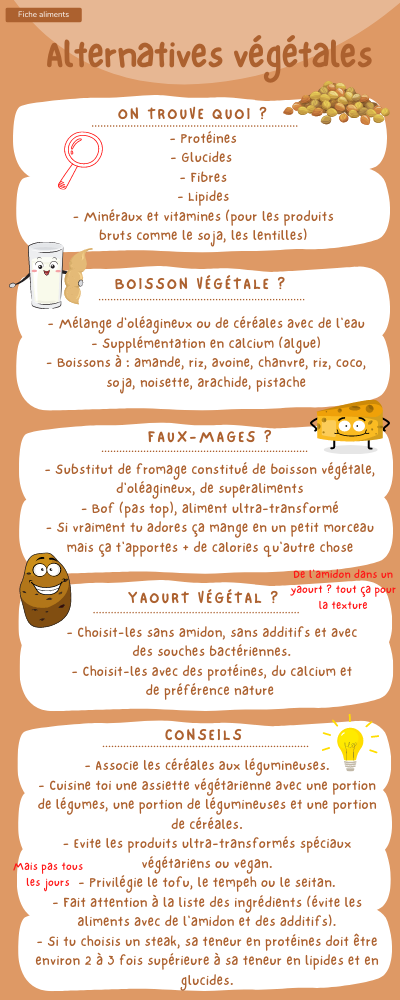 Fiche aliments
Alternatives végétales
ON TROUVE QUOI ?
- Protéines
- Glucides
- Fibres
- Lipides
- Minéraux et vitamines (pour les produits
bruts comme le soja, les lentilles)
BOISSON VÉGÉTALE ?
- Mélange d'oléagineux ou de céréales avec de l'eau
- Supplémentation en calcium (algue)
- Boissons à : amande, riz, avoine, chanvre, riz, coco,
soja, noisette, arachide, pistache
FAUX-MAGES ?
- Substitut de fromage constitué de boisson végétale,
d'oléagineux, de superaliments
- Bof (pas top), aliment ultra-transformé
- Si vraiment tu adores ça mange en un petit morceau
mais ça t'apportes + de calories qu'autre chose
De l'amidon dans un
yaourt ? tout ça pour
la texture
YAOURT VÉGÉTAL ?
- Choisit-les sans amidon, sans additifs et avec
des souches bactériennes.
- Choisit-les avec des protéines, du calcium et
de préférence nature
CONSEILS
- Associe les céréales aux légumineuses.
- Cuisine toi une assiette végétarienne avec une portion
de légumes, une portion de légumineuses et une portion
de céréales.
- Evite les produits ultra-transformés spéciaux
végétariens ou vegan.
Mais pas tous
les jours
- Privilégie le tofu, le tempeh ou le seitan.
- Fait attention à la liste des ingrédients (évite les
aliments avec de l'amidon et des additifs).
- Si tu choisis un steak, sa teneur en protéines doit être
environ 2 à 3 fois supérieure à sa teneur en lipides et en
glucides.